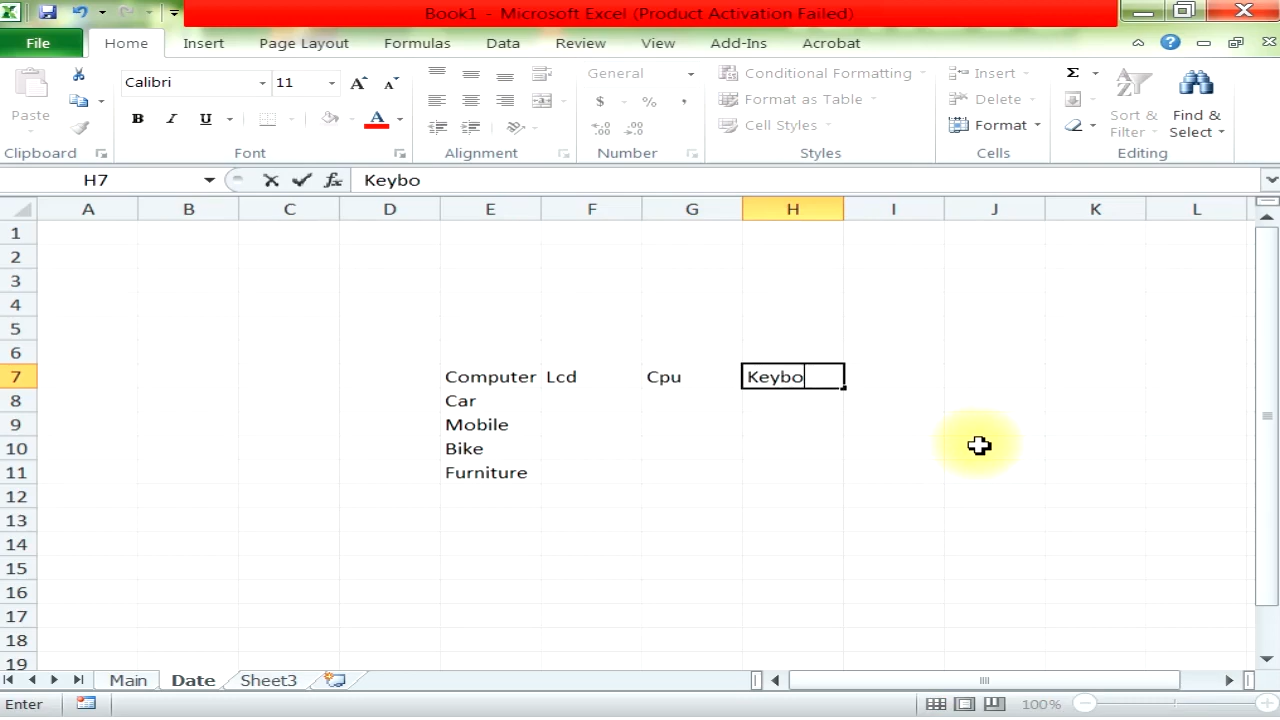 Book1 - Microsoft Excel (Product Activation Failed)
File Home Insert Page Layout Formulas Data Review View Add-Ins Acrobat
Calibri 11 General Conditional Formatting Insert
Paste $ % , Format as Table Delete Sort & Find &
B I U A Cell Styles Format Filter Select
Clipboard Font Alignment Number Styles Cells Editing
H7 fx Keybo
A B C D E F G H I J K L
1
2
3
4
5
6
7 Computer Lcd Cpu Keybo
8 Car
9 Mobile
10 Bike
11 Furniture
12
13
14
15
16
17
18
19
Main Date Sheet3
Enter 100%